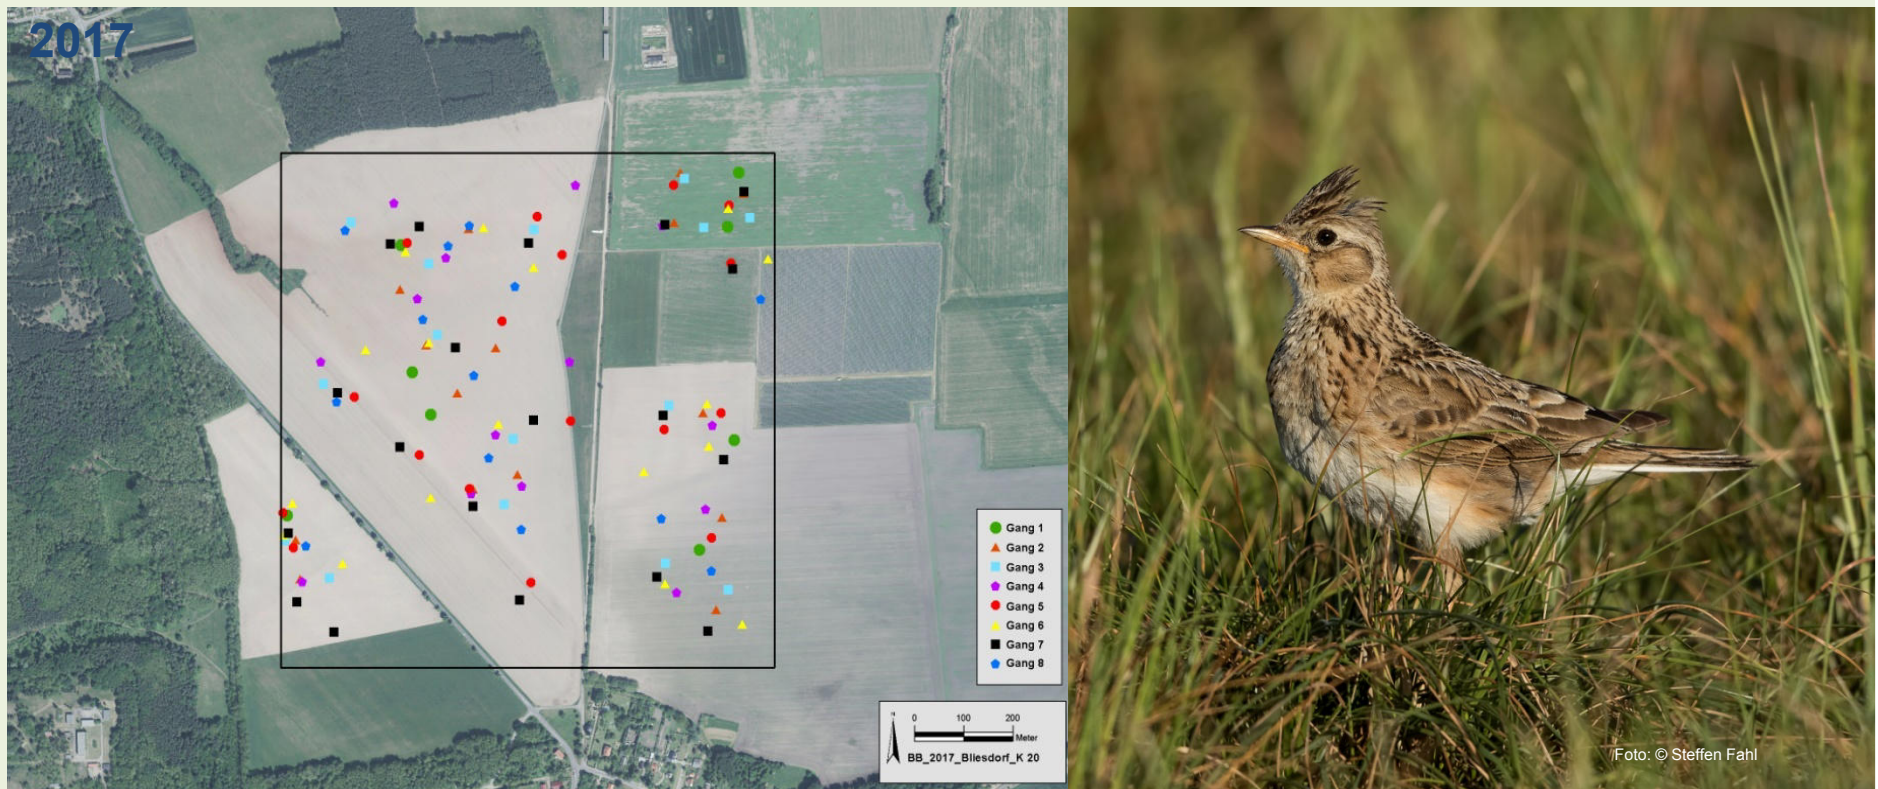 2017
Gang 1
Gang 2
Gang 3
Gang 4
Gang 5
Gang 6
Gang 7
Gang 8
N
0 100 200
Meter
BB_2017_Bliesdorf_K 20
Foto: © Steffen Fahl